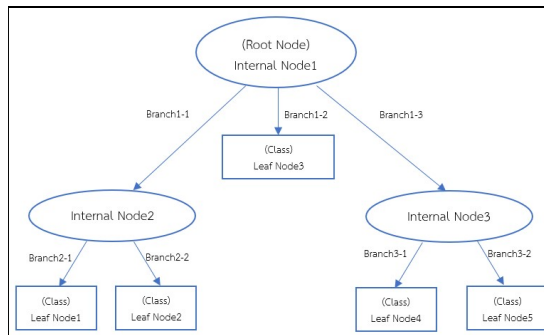 (Root Node)
Internal Node1
Branch1-1
Branch1-2
Branch1-3
(Class)
Leaf Node3
Internal Node2
Internal Node3
Branch2-1
Branch2-2
Branch3-1
Branch3-2
(Class)
Leaf Node1
(Class)
Leaf Node2
(Class)
Leaf Node4
(Class)
Leaf Node5